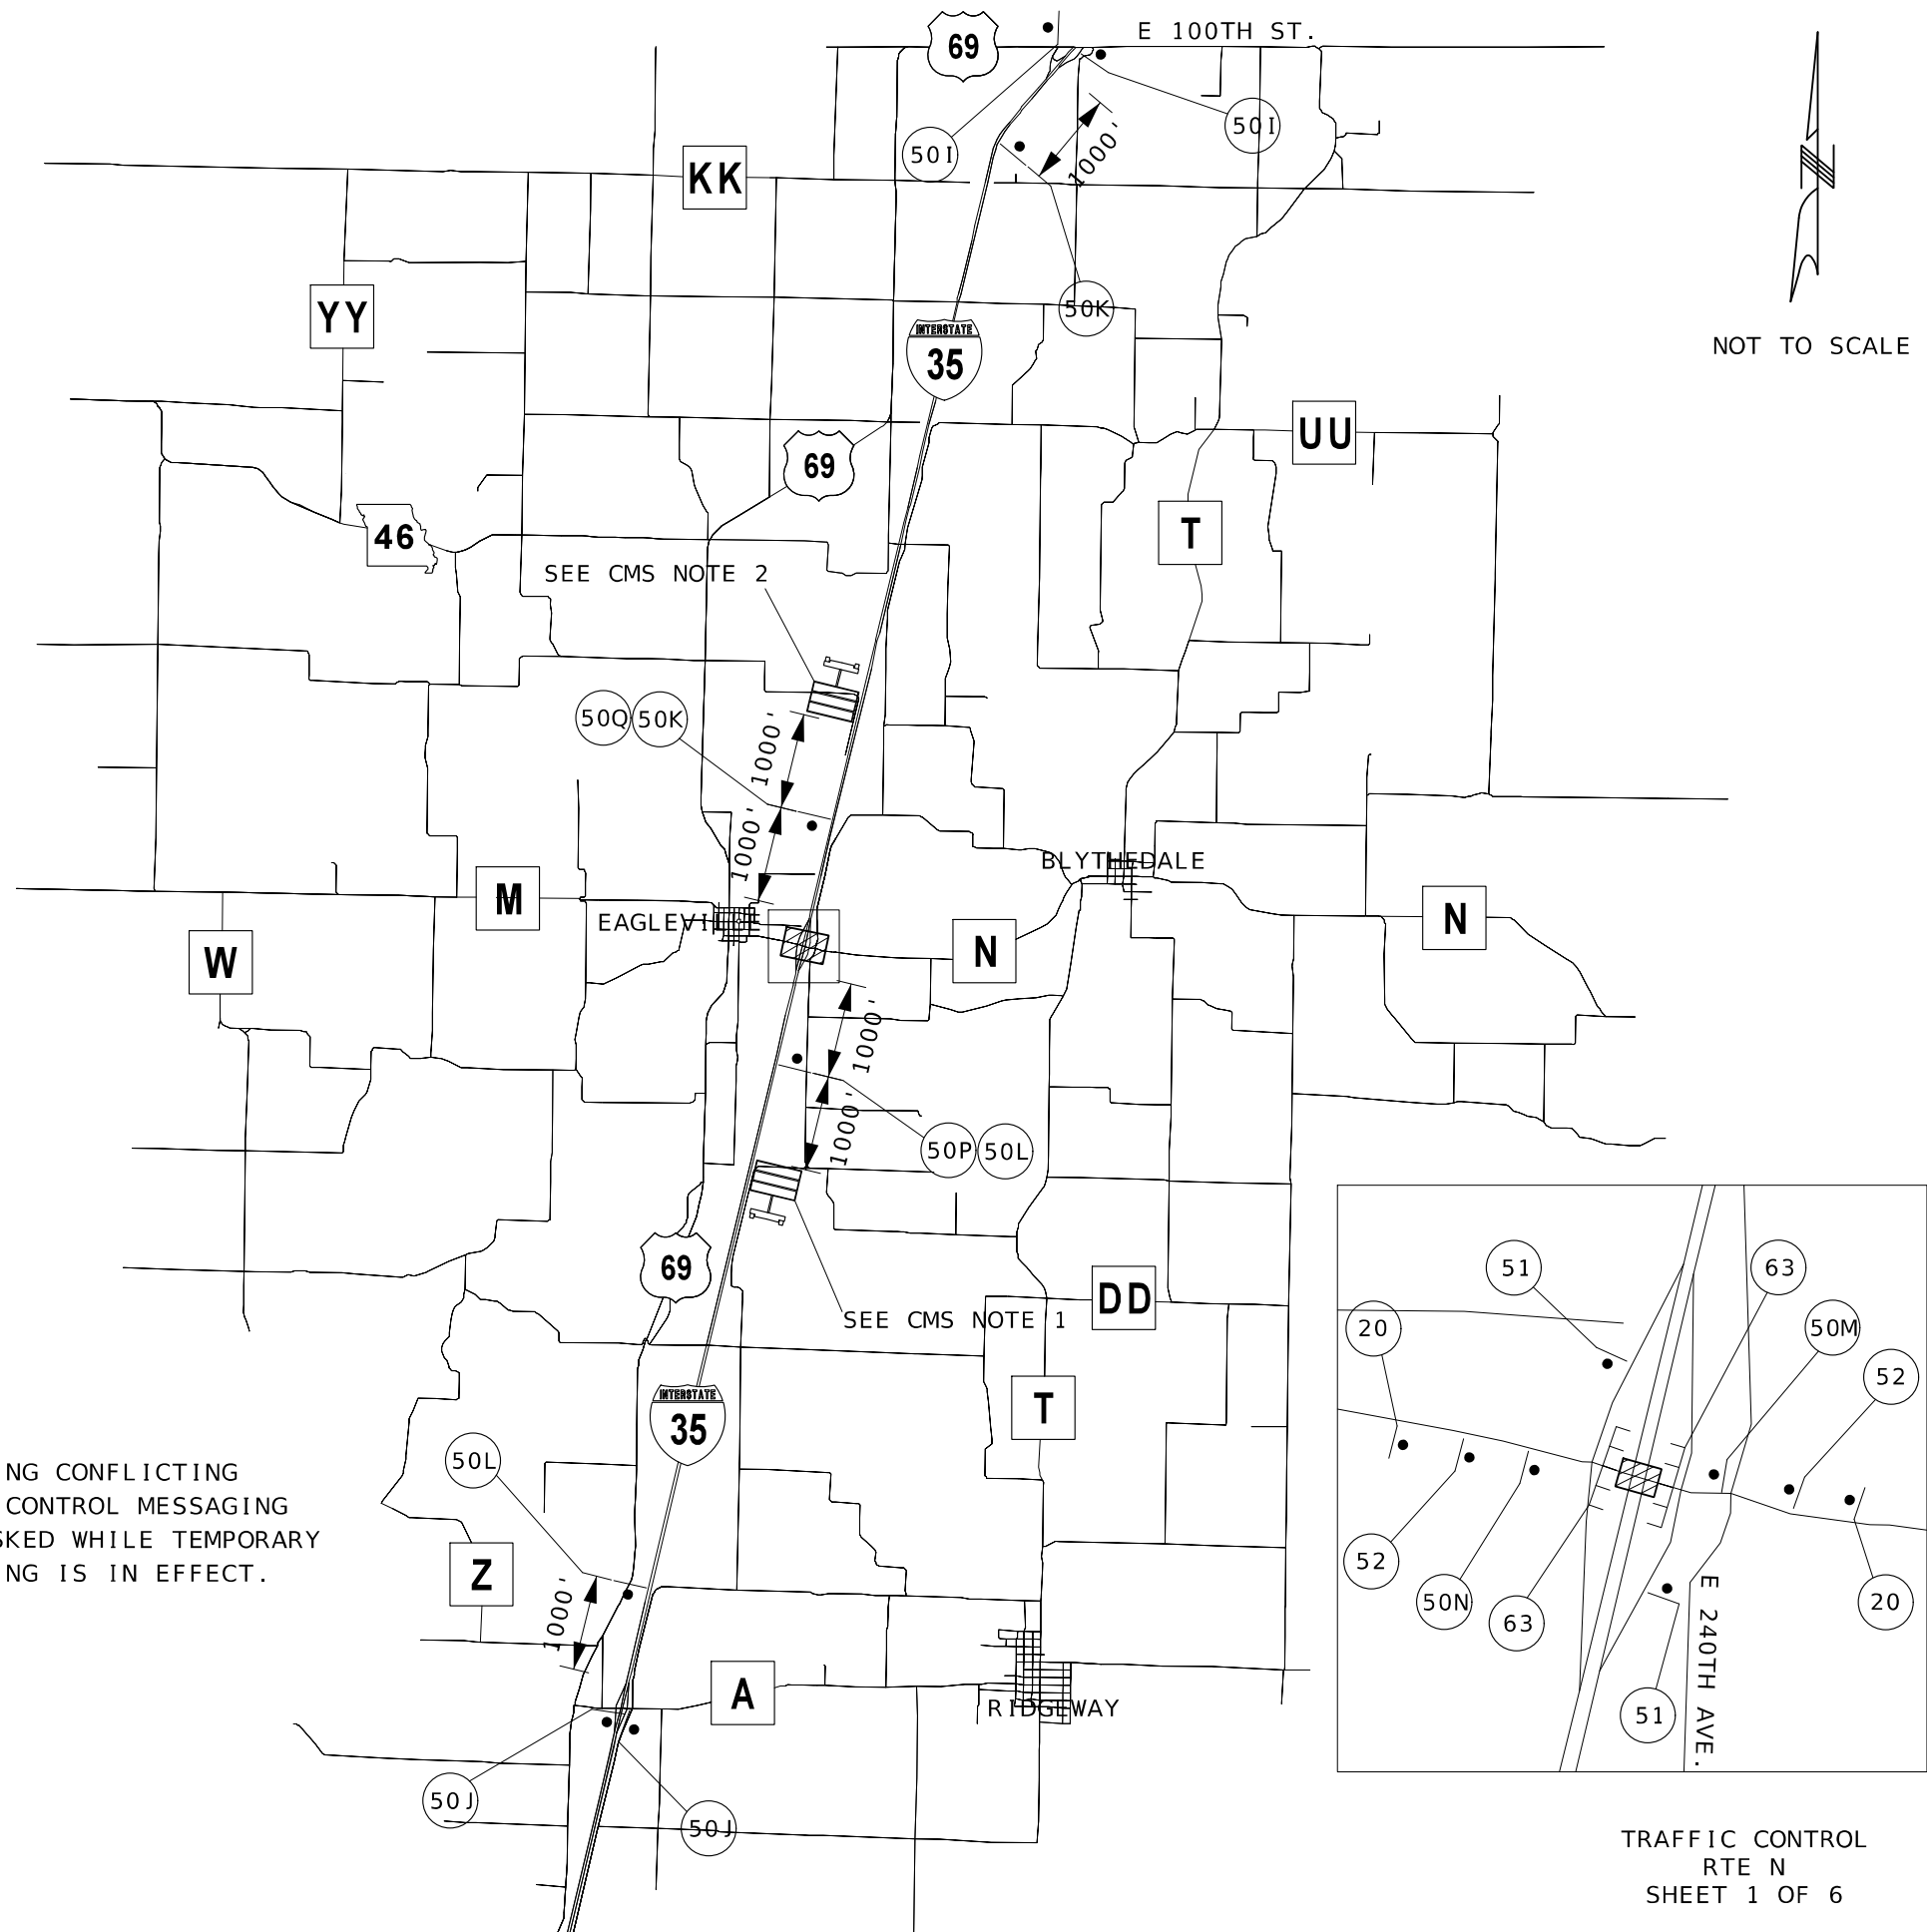 E 100TH ST.
69
50I
50I
1000'
KK
50K
YY
INTERSTATE
35
NOT TO SCALE
UU
69
46
T
SEE CMS NOTE 2
50Q 50K
1000'
1000'
BLYTHEDALE
M
EAGLEVILLE
N
N
W
1000'
1000'
50P 50L
69
SEE CMS NOTE 1
DD
INTERSTATE
35
T
50L
NG CONFLICTING
CONTROL MESSAGING
SKED WHILE TEMPORARY
NG IS IN EFFECT.
Z
1000'
A
RIDGEWAY
50J
50J
51
63
20
50M
52
52
50N
63
20
51
E 240TH AVE.
TRAFFIC CONTROL
RTE N
SHEET 1 OF 6